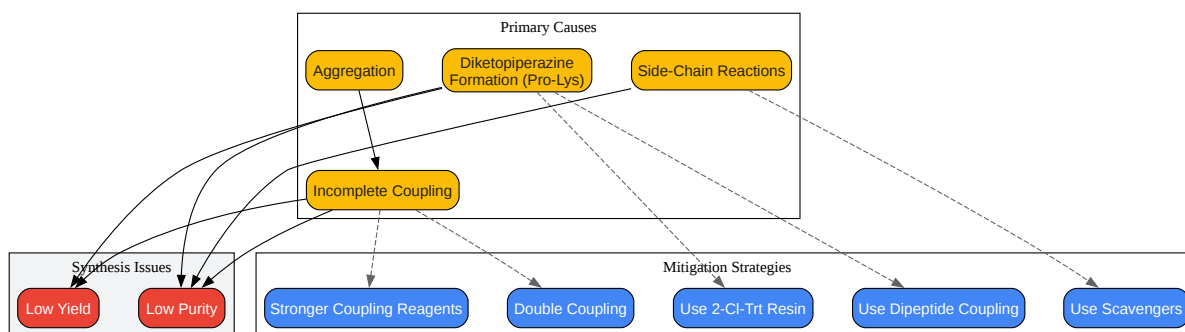 Primary Causes
Aggregation
Diketopiperazine
Formation (Pro-Lys)
Side-Chain Reactions
Incomplete Coupling
Synthesis Issues
Low Yield
Low Purity
Mitigation Strategies
Stronger Coupling Reagents
Double Coupling
Use 2-Cl-Trt Resin
Use Dipeptide Coupling
Use Scavengers